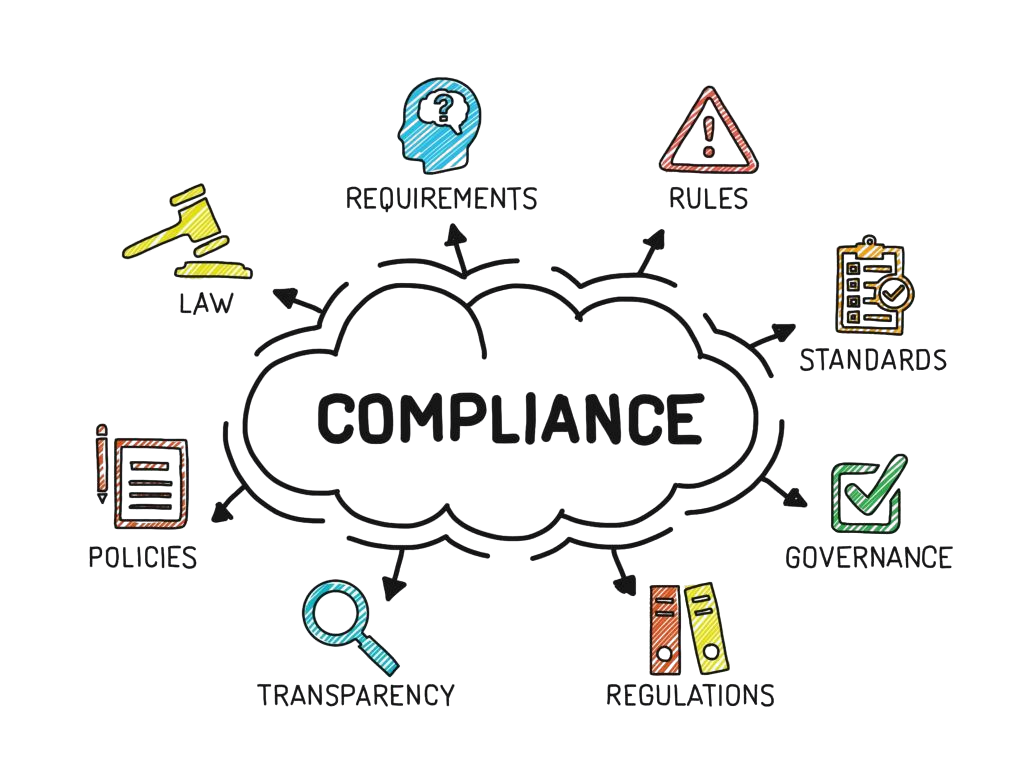 REQUIREMENTS
RULES
LAW
STANDARDS
COMPLIANCE
POLICIES
GOVERNANCE
TRANSPARENCY
REGULATIONS